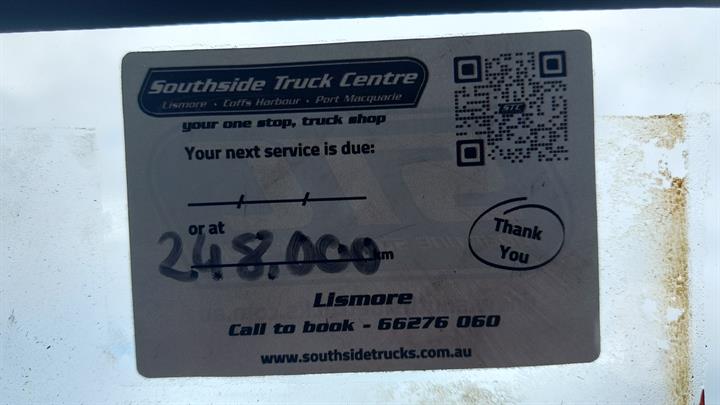 Southside Truck Centre
Lismore • Coffs Harbour • Port Macquarie
your one stop, truck shop
STC
Your next service is due:
/ /
or at
248,000 km
Thank
You
Lismore
Call to book - 66276 060
www.southsidetrucks.com.au